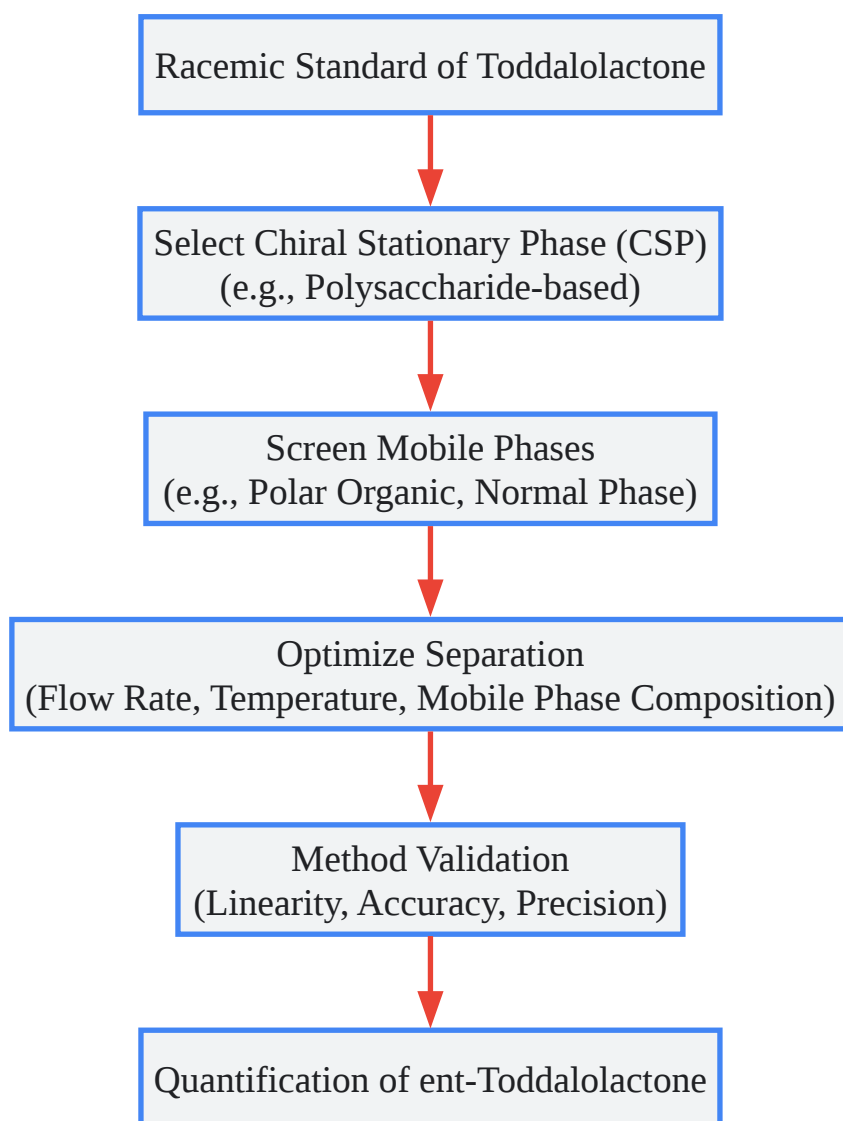 Racemic Standard of Toddalolactone
Select Chiral Stationary Phase (CSP)
(e.g., Polysaccharide-based)
Screen Mobile Phases
(e.g., Polar Organic, Normal Phase)
Optimize Separation
(Flow Rate, Temperature, Mobile Phase Composition)
Method Validation
(Linearity, Accuracy, Precision)
Quantification of ent-Toddalolactone